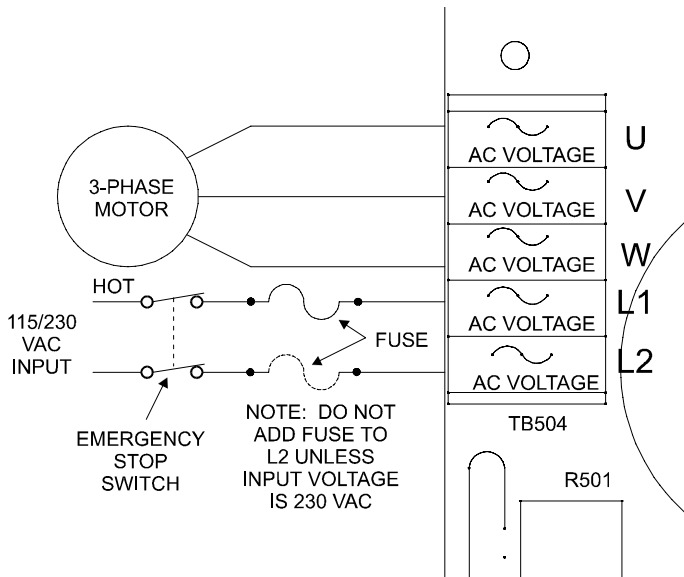 3-PHASE
MOTOR
AC VOLTAGE
U
AC VOLTAGE
V
AC VOLTAGE
W
HOT
AC VOLTAGE
L1
115/230
VAC
INPUT
FUSE
AC VOLTAGE
L2
EMERGENCY
STOP
SWITCH
NOTE: DO NOT
ADD FUSE TO
L2 UNLESS
INPUT VOLTAGE
IS 230 VAC
TB504
R501